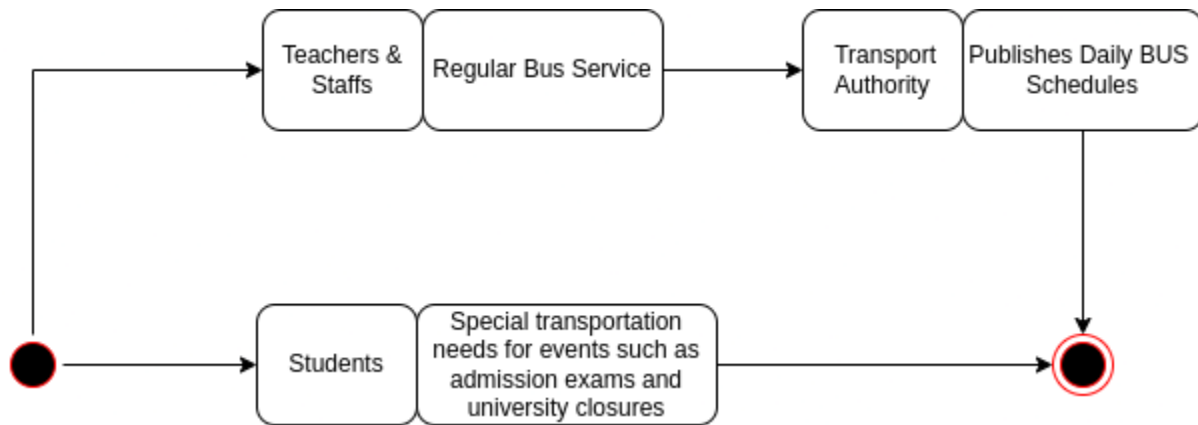 Teachers &
Staffs
Regular Bus Service
Transport
Authority
Publishes Daily BUS
Schedules
Students
Special transportation
needs for events such as
admission exams and
university closures